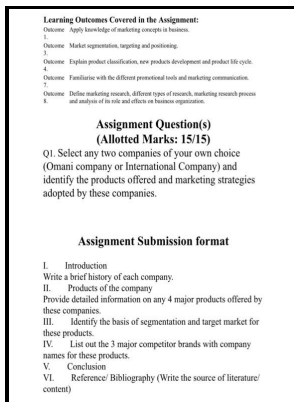 Learning Outcomes Covered in the Assignment:
Outcome Apply knowledge of marketing concepts in business.
1.
Outcome Market segmentation, targeting and positioning.
3.
Outcome Explain product classification, new products development and product life cycle.
4.
Outcome Familiarise with the different promotional tools and marketing communication.
7.
Outcome Define marketing research, different types of research, marketing research process
8. and analysis of its role and effects on business organization.
Assignment Question(s)
(Allotted Marks: 15/15)
Q1. Select any two companies of your own choice
(Omani company or International Company) and
identify the products offered and marketing strategies
adopted by these companies.
Assignment Submission format
I. Introduction
Write a brief history of each company.
II. Products of the company
Provide detailed information on any 4 major products offered by
these companies.
III. Identify the basis of segmentation and target market for
these products.
IV. List out the 3 major competitor brands with company
names for these products.
V. Conclusion
VI. Reference/ Bibliography (Write the source of literature/
content)